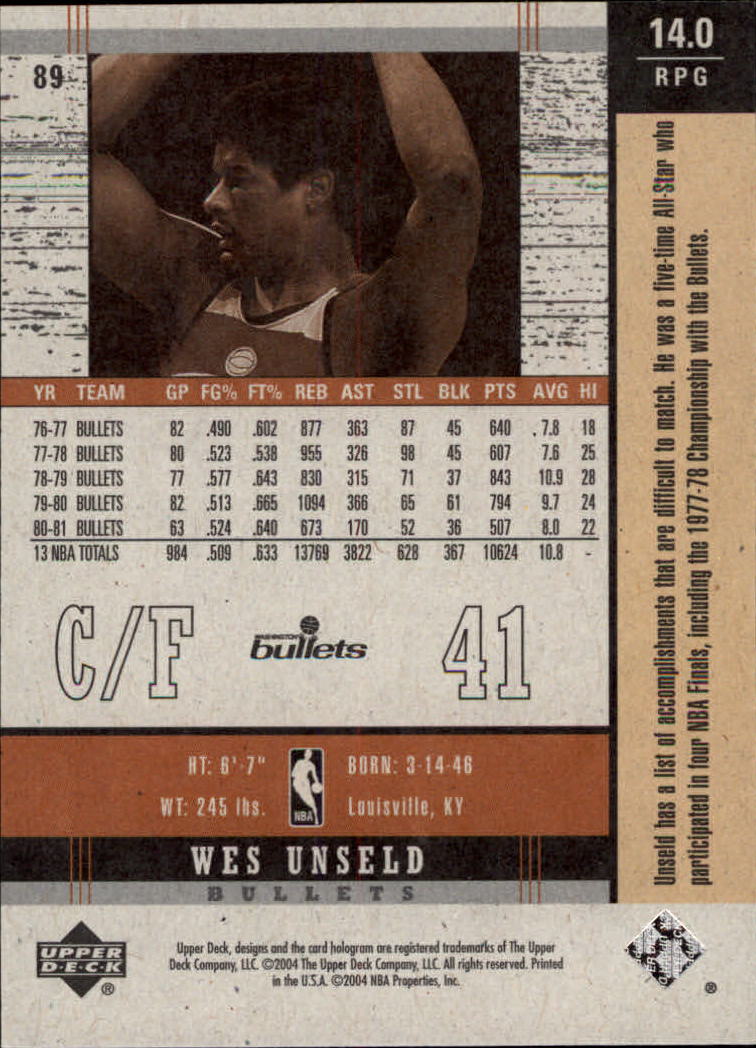 89
14.0
RPG
Unseld has a list of accomplishments that are difficult to match. He was a five-time All-Star who
participated in four NBA Finals, including the 1977-78 Championship with the Bullets.
YR TEAM GP FG% FT% REB AST STL BLK PTS AVG HI
76-77 BULLETS 82 .490 .602 877 363 87 45 640 7.8 18
77-78 BULLETS 80 .523 .538 955 326 98 45 607 7.6 25
78-79 BULLETS 77 .577 .643 830 315 71 37 843 10.9 28
79-80 BULLETS 82 .513 .665 1094 366 65 61 794 9.7 24
80-81 BULLETS 63 .524 .640 673 170 52 36 507 8.0 22
13 NBA TOTALS 984 .509 .633 13769 3822 628 367 10624 10.8 -
C/F
WASHINGTON
bullets
41
HT: 6'-7"
WT: 245 lbs.
NBA
BORN: 3-14-46
Louisville, KY
WES UNSELD
BULLETS
UPPER
D·E·C·K
®
Upper Deck, designs and the card hologram are registered trademarks of The Upper
Deck Company, LLC. ©2004 The Upper Deck Company, LLC. All rights reserved. Printed
in the U.S.A. ©2004 NBA Properties, Inc.
®